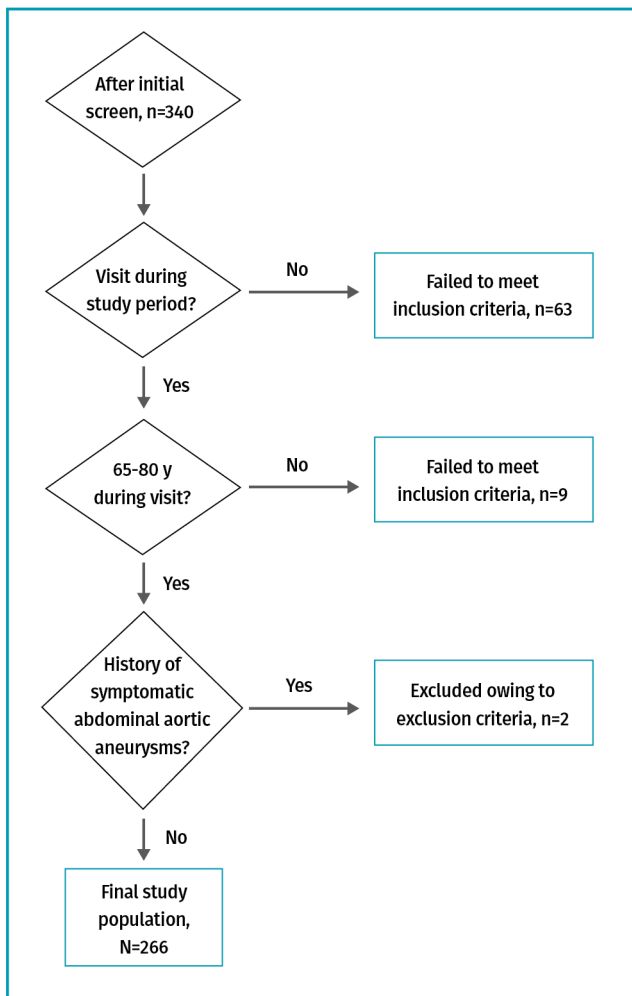 After initial
screen, n=340
Visit during
study period?
No
Failed to meet
inclusion criteria, n=63
Yes
65-80 y
during visit?
No
Failed to meet
inclusion criteria, n=9
Yes
History of
symptomatic
abdominal aortic
aneurysms?
Yes
Excluded owing to
exclusion criteria, n=2
No
Final study
population,
N=266